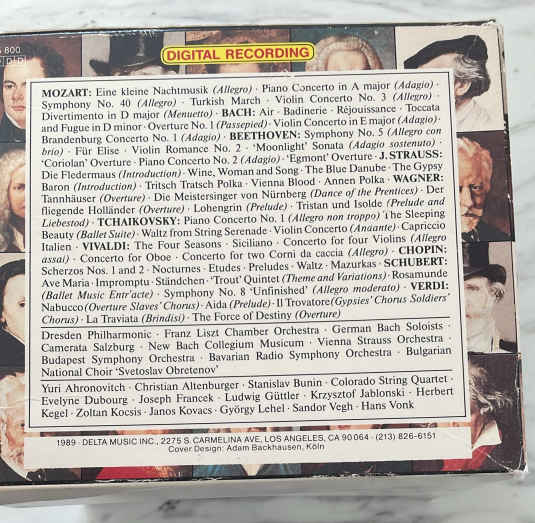 800
DDD
DIGITAL RECORDING
MOZART: Eine kleine Nachtmusik (Allegro) · Piano Concerto in A major (Adagio) ·
Symphony No. 40 (Allegro) · Turkish March · Violin Concerto No. 3 (Allegro) ·
Divertimento in D major (Menuetto) · BACH: Air - Badinerie - Réjouissance · Toccata
and Fugue in D minor · Overture No. 1 (Passepied) · Violin Concerto in E major (Adagio) ·
Brandenburg Concerto No. 1 (Adagio) · BEETHOVEN: Symphony No. 5 (Allegro con
brio) · Für Elise · Violin Romance No. 2 · 'Moonlight' Sonata (Adagio sostenuto) ·
'Coriolan' Overture · Piano Concerto No. 2 (Adagio) · 'Egmont' Overture · J. STRAUSS:
Die Fledermaus (Introduction) · Wine, Woman and Song · The Blue Danube · The Gypsy
Baron (Introduction) · Tritsch Tratsch Polka · Vienna Blood · Annen Polka · WAGNER:
Tannhäuser (Overture) · Die Meistersinger von Nürnberg (Dance of the Prentices) · Der
fliegende Holländer (Overture) · Lohengrin (Prelude) · Tristan und Isolde (Prelude and
Liebestod) · TCHAIKOVSKY: Piano Concerto No. 1 (Allegro non troppo) · The Sleeping
Beauty (Ballet Suite) · Waltz from String Serenade · Violin Concerto (Andante) · Capriccio
Italien · VIVALDI: The Four Seasons · Siciliano · Concerto for four Violins (Allegro
assai) · Concerto for Oboe · Concerto for two Corni da caccia (Allegro) · CHOPIN:
Scherzos Nos. 1 and 2 · Nocturnes · Etudes · Preludes · Waltz · Mazurkas · SCHUBERT:
Ave Maria · Impromptu · Ständchen · 'Trout' Quintet (Theme and Variations) · Rosamunde
(Ballet Music Entr'acte) · Symphony No. 8 'Unfinished' (Allegro moderato) · VERDI:
Nabucco (Overture Slaves' Chorus) · Aida (Prelude) · Il Trovatore (Gypsies' Chorus Soldiers'
Chorus) · La Traviata (Brindisi) · The Force of Destiny (Overture)
Dresden Philharmonic · Franz Liszt Chamber Orchestra · German Bach Soloists ·
Camerata Salzburg · New Bach Collegium Musicum · Vienna Strauss Orchestra ·
Budapest Symphony Orchestra · Bavarian Radio Symphony Orchestra · Bulgarian
National Choir 'Svetoslav Obretenov'
Yuri Ahronovitch · Christian Altenburger · Stanislav Bunin · Colorado String Quartet ·
Evelyne Dubourg · Joseph Francek · Ludwig Güttler · Krzysztof Jablonski · Herbert
Kegel · Zoltan Kocsis · Janos Kovacs · György Lehel · Sandor Vegh · Hans Vonk
1989 · DELTA MUSIC INC., 2275 S. CARMELINA AVE, LOS ANGELES, CA 90064 · (213) 826-6151
Cover Design: Adam Backhausen, Köln